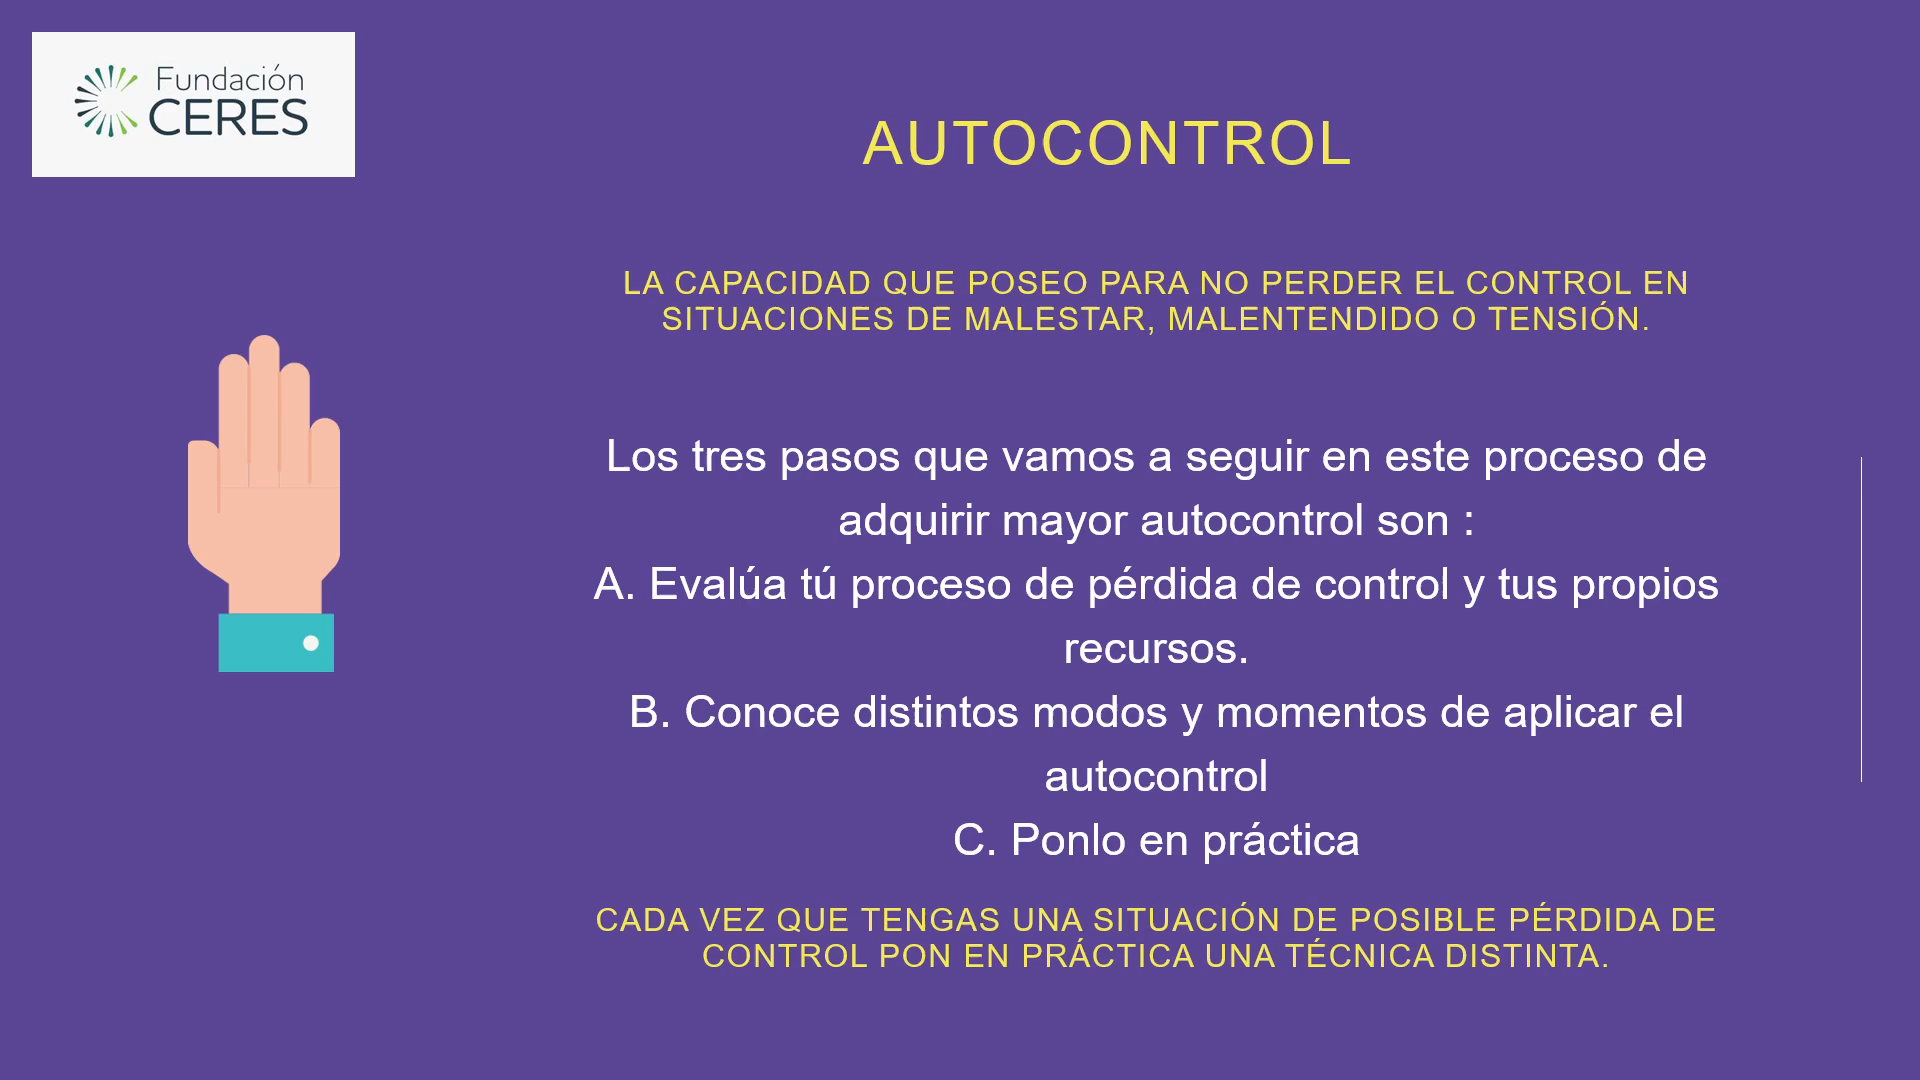 Fundación
CERES
AUTOCONTROL
LA CAPACIDAD QUE POSEO PARA NO PERDER EL CONTROL EN
SITUACIONES DE MALESTAR, MALENTENDIDO O TENSIÓN.
Los tres pasos que vamos a seguir en este proceso de
adquirir mayor autocontrol son :
A. Evalúa tú proceso de pérdida de control y tus propios
recursos.
B. Conoce distintos modos y momentos de aplicar el
autocontrol
C. Ponlo en práctica
CADA VEZ QUE TENGAS UNA SITUACIÓN DE POSIBLE PÉRDIDA DE
CONTROL PON EN PRÁCTICA UNA TÉCNICA DISTINTA.